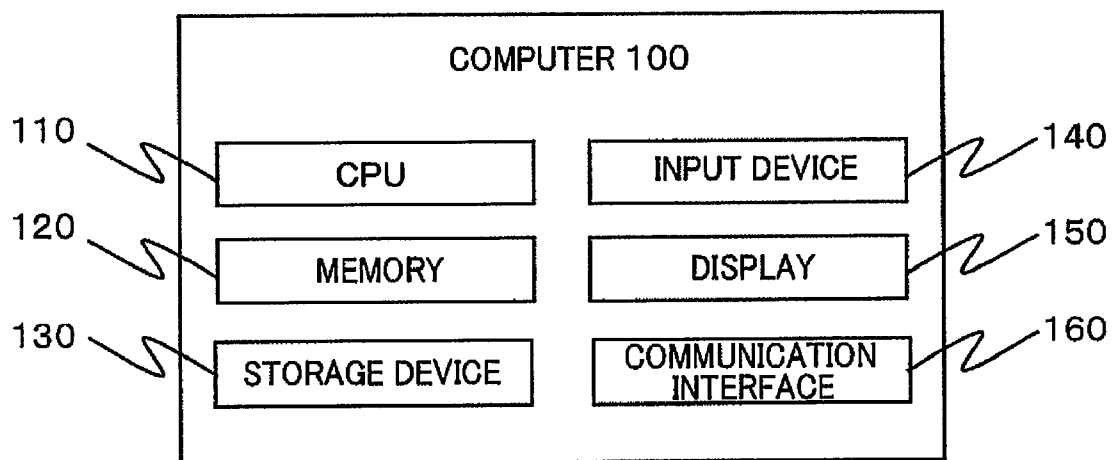 COMPUTER 100
110
CPU
INPUT DEVICE
140
120
MEMORY
DISPLAY
150
130
STORAGE DEVICE
COMMUNICATION
INTERFACE
160